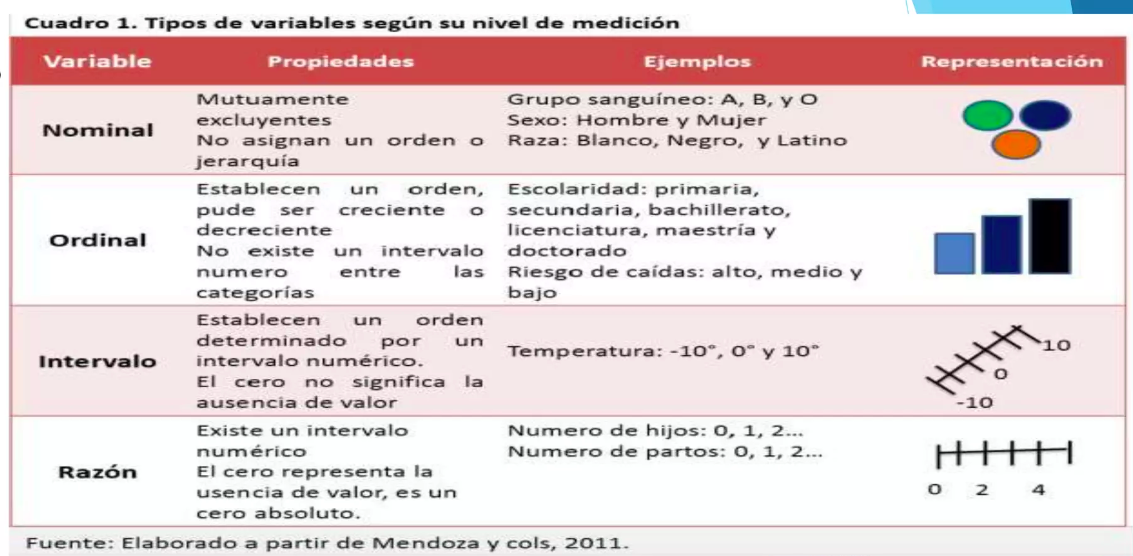 Cuadro 1. Tipos de variables según su nivel de medición
Variable Propiedades Ejemplos Representación
Nominal
Mutuamente
excluyentes
No asignan un orden o
jerarquía
Grupo sanguíneo: A, B, y O
Sexo: Hombre y Mujer
Raza: Blanco, Negro, y Latino
Ordinal
Establecen un orden,
pude ser creciente o
decreciente
No existe un intervalo
numero entre las
categorías
Escolaridad: primaria,
secundaria, bachillerato,
licenciatura, maestría y
doctorado
Riesgo de caídas: alto, medio y
bajo
Intervalo
Establecen un orden
determinado por un
intervalo numérico.
El cero no significa la
ausencia de valor
Temperatura: -10°, 0° y 10°
10
0
-10
Razón
Existe un intervalo
numérico
El cero representa la
usencia de valor, es un
cero absoluto.
Numero de hijos: 0, 1, 2...
Numero de partos: 0, 1, 2...
0 2 4
Fuente: Elaborado a partir de Mendoza y cols, 2011.